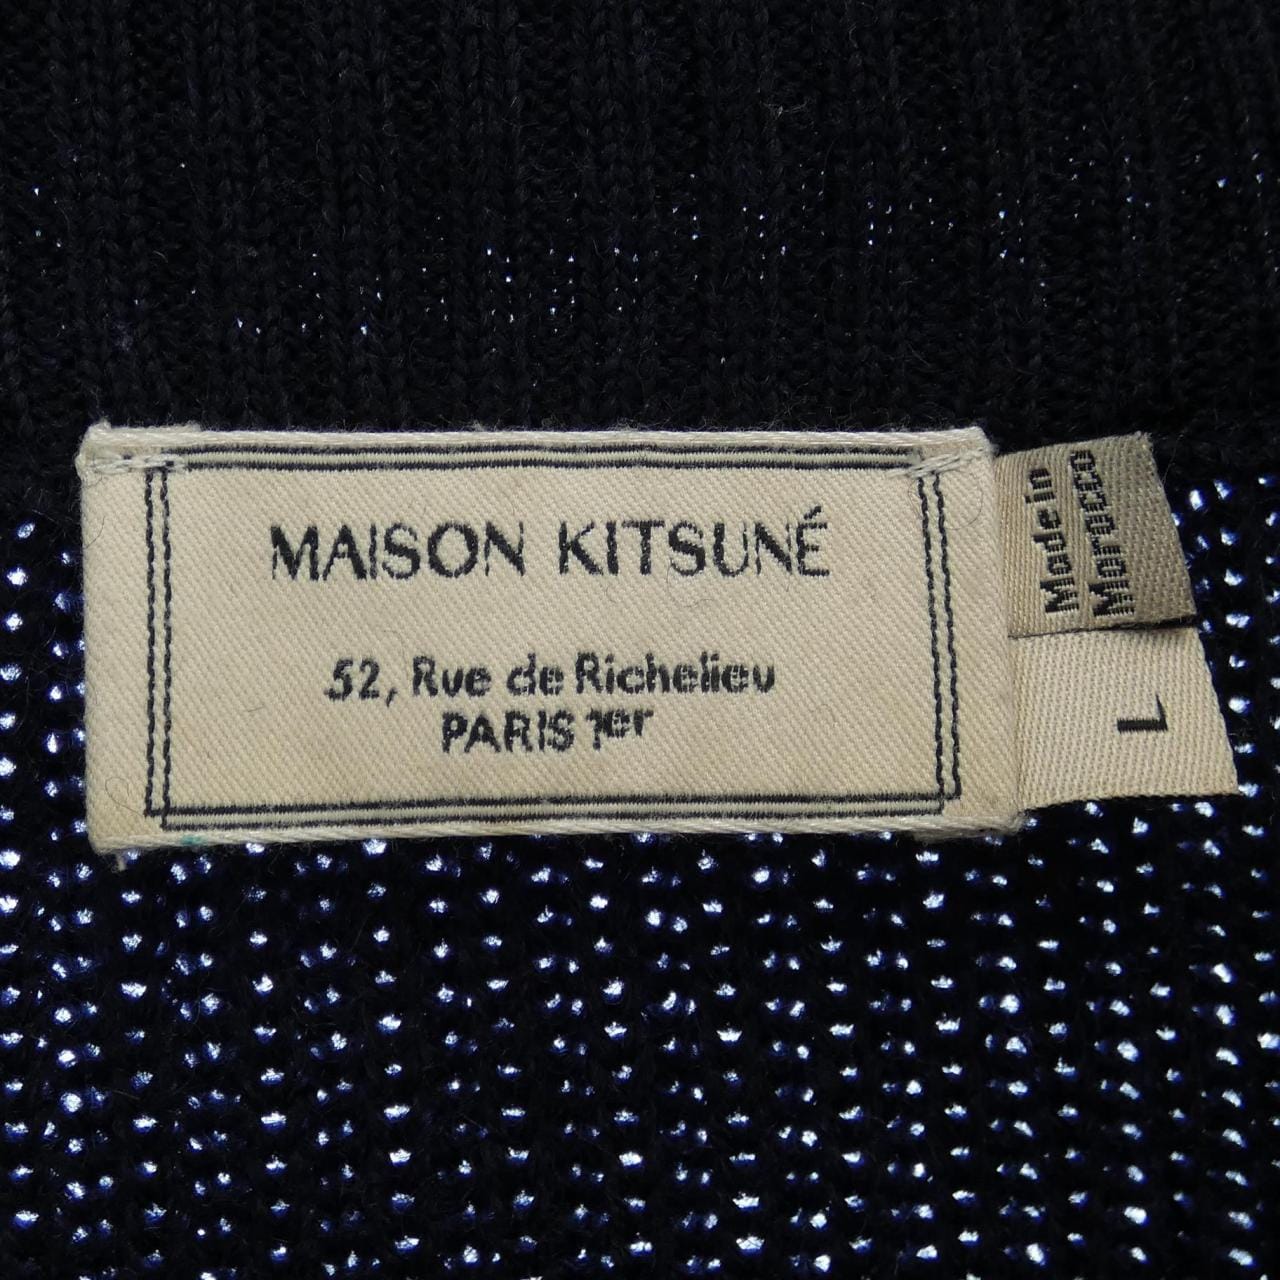 MAISON KITSUNÉ
52, Rue de Richelieu
PARIS 1er
Made in
Morocco
L